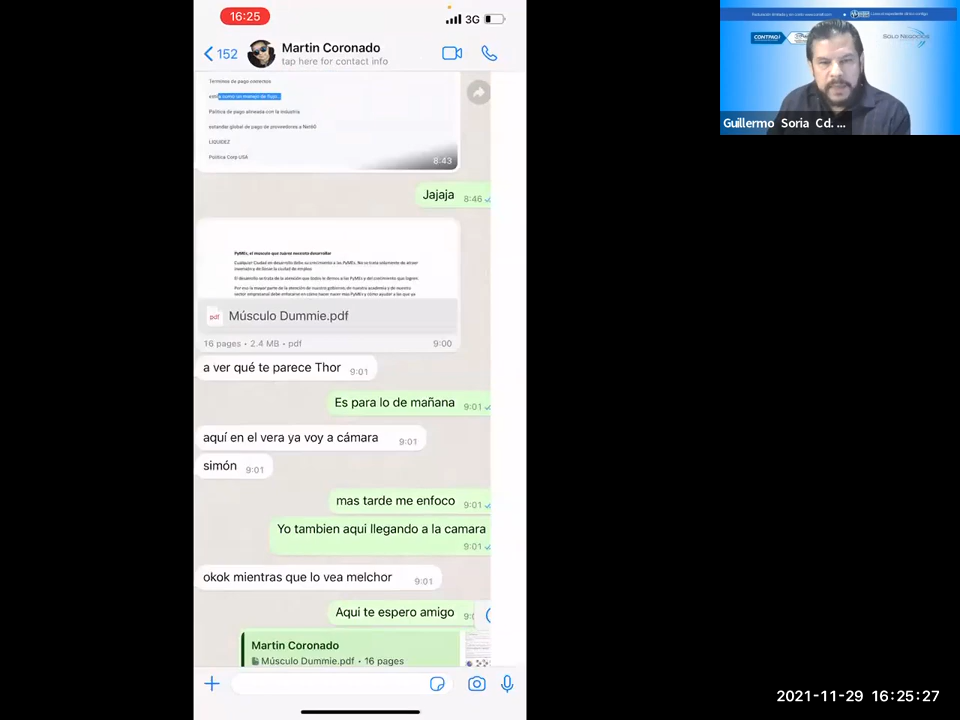 16:25
3G
152
Martin Coronado
tap here for contact info
Terminos de pago correctos
vist a como un manejo de flujo.
Politica de pago alineada con la industria
estandar global de pago de proveedores a Net60
LIQUIDEZ
Politica Corp USA
8:43
Jajaja 8:46
PyMEs, el músculo que tuarez necesita desarrollar
Músculo Dummie.pdf
pdf
16 pages • 2.4 MB • pdf 9:00
a ver qué te parece Thor 9:01
Es para lo de mañana 9:01
aquí en el vera ya voy a cámara 9:01
simón 9:01
mas tarde me enfoco 9:01
Yo tambien aqui llegando a la camara
9:01
okok mientras que lo vea melchor 9:01
Aqui te espero amigo
Martin Coronado
Músculo Dummie.pdf • 16 pages
CONTPAQi
SOLO NEGOCIOS
Guillermo Soria Cd. ...
2021-11-29 16:25:27